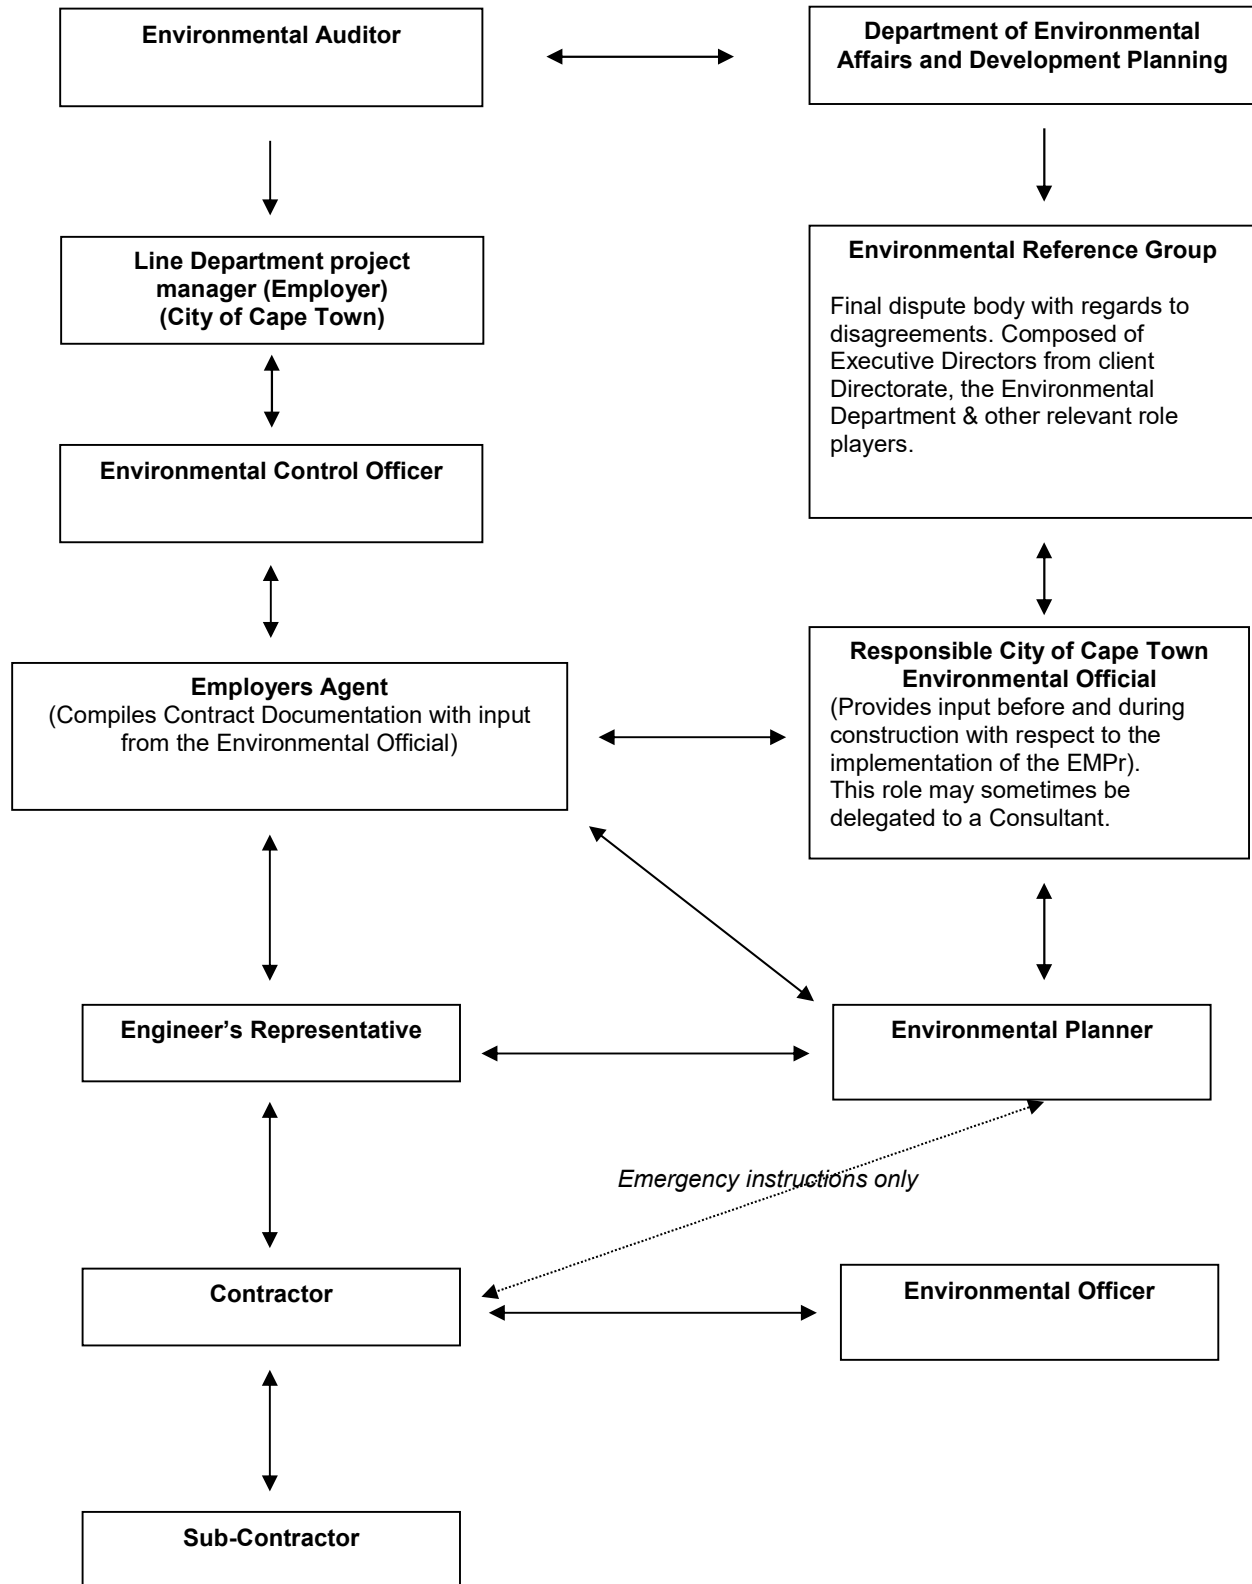 Environmental Auditor
Department of Environmental
Affairs and Development Planning
Line Department project
manager (Employer)
(City of Cape Town)
Environmental Reference Group
Final dispute body with regards to
disagreements. Composed of
Executive Directors from client
Directorate, the Environmental
Department & other relevant role
players.
Environmental Control Officer
Employers Agent
(Compiles Contract Documentation with input
from the Environmental Official)
Responsible City of Cape Town
Environmental Official
(Provides input before and during
construction with respect to the
implementation of the EMPr).
This role may sometimes be
delegated to a Consultant.
Engineer’s Representative
Environmental Planner
Emergency instructions only
Contractor
Environmental Officer
Sub-Contractor